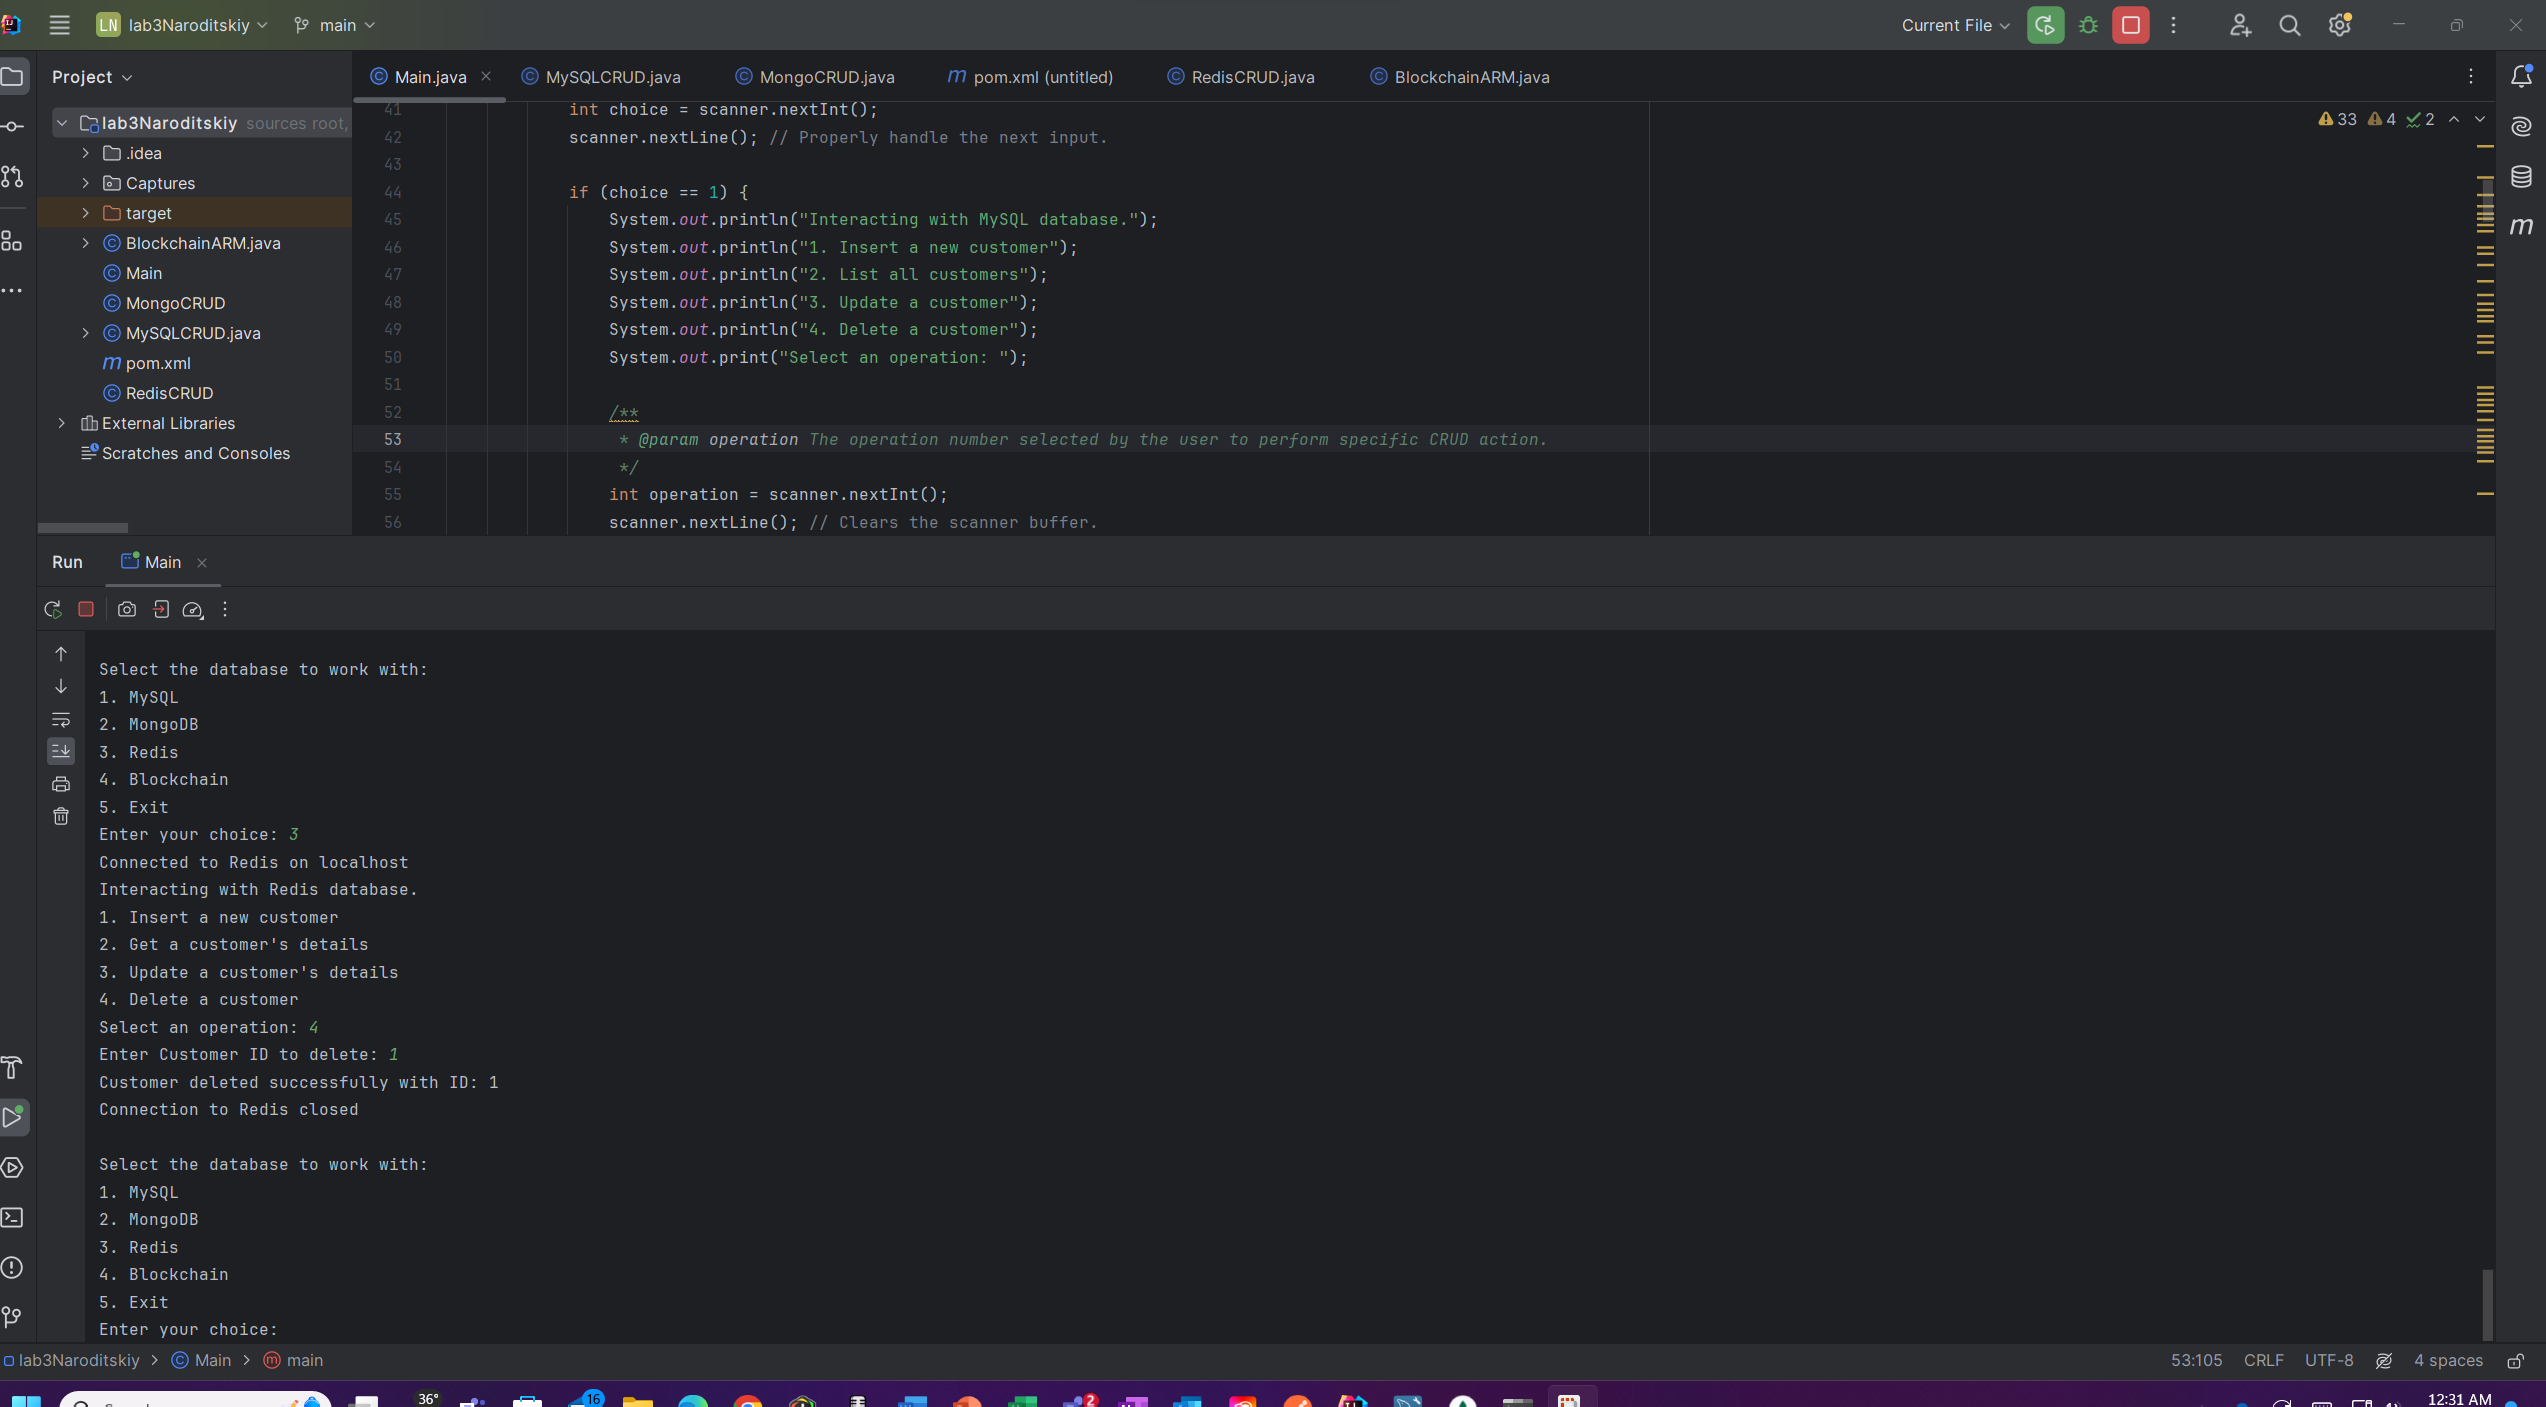 LN lab3Naroditskiy main Current File
Project
Main.java MySQLCRUD.java MongoCRUD.java m pom.xml (untitled) RedisCRUD.java BlockchainARM.java
lab3Naroditskiy sources root,
.idea
Captures
target
BlockchainARM.java
Main
MongoCRUD
MySQLCRUD.java
m pom.xml
RedisCRUD
External Libraries
Scratches and Consoles
33 4 2
41 int choice = scanner.nextInt();
42 scanner.nextLine(); // Properly handle the next input.
43
44 if (choice == 1) {
45 System.out.println("Interacting with MySQL database.");
46 System.out.println("1. Insert a new customer");
47 System.out.println("2. List all customers");
48 System.out.println("3. Update a customer");
49 System.out.println("4. Delete a customer");
50 System.out.print("Select an operation: ");
51
52 /**
53 * @param operation The operation number selected by the user to perform specific CRUD action.
54 */
55 int operation = scanner.nextInt();
56 scanner.nextLine(); // Clears the scanner buffer.
m
Run Main
Select the database to work with:
1. MySQL
2. MongoDB
3. Redis
4. Blockchain
5. Exit
Enter your choice: 3
Connected to Redis on localhost
Interacting with Redis database.
1. Insert a new customer
2. Get a customer's details
3. Update a customer's details
4. Delete a customer
Select an operation: 4
Enter Customer ID to delete: 1
Customer deleted successfully with ID: 1
Connection to Redis closed
Select the database to work with:
1. MySQL
2. MongoDB
3. Redis
4. Blockchain
5. Exit
Enter your choice:
lab3Naroditskiy > Main > main 53:105 CRLF UTF-8 4 spaces
36° 16 2 12:31 AM